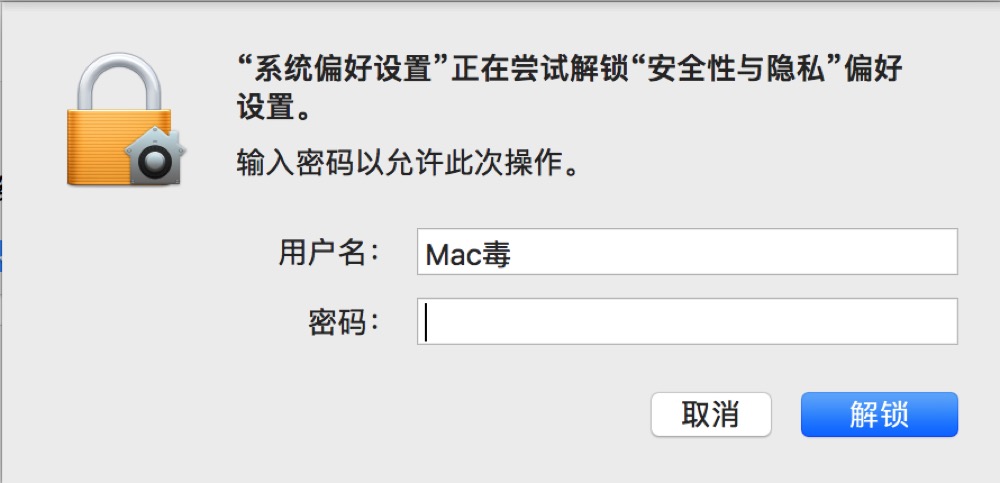 “系统偏好设置”正在尝试解锁“安全性与隐私”偏好
设置。
输入密码以允许此次操作。
用户名：
Mac毒
密码：
取消
解锁